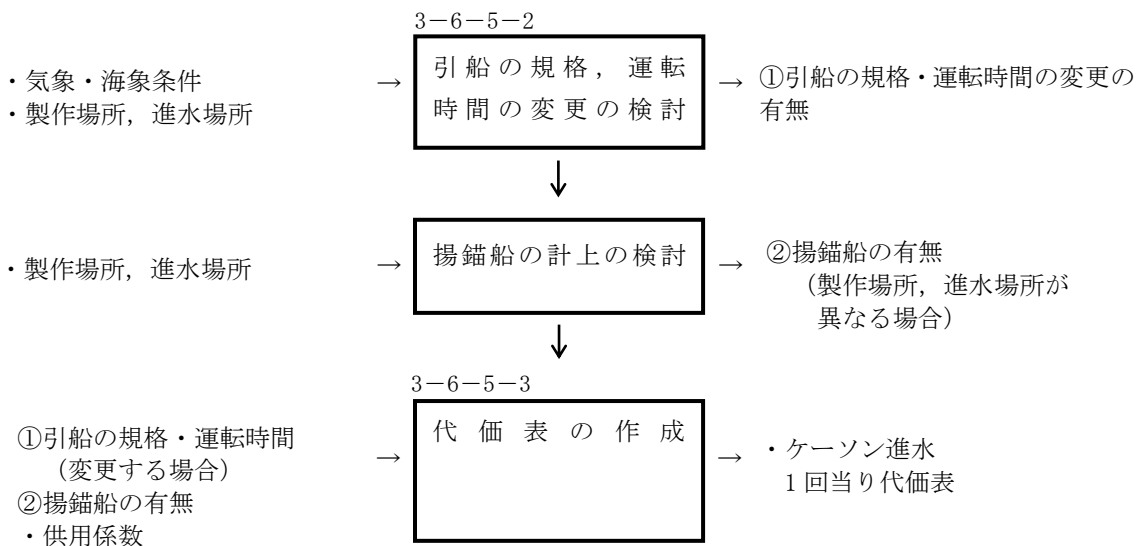 3－6－5－2
・気象・海象条件
・製作場所，進水場所
→
引船の規格，運転
時間の変更の検討
→
①引船の規格・運転時間の変更の
有無
↓
・製作場所，進水場所
→
揚錨船の計上の検討
→
②揚錨船の有無
（製作場所，進水場所が
異なる場合）
↓
3－6－5－3
①引船の規格・運転時間
（変更する場合）
②揚錨船の有無
・供用係数
→
代価表の作成
→
・ケーソン進水
1回当り代価表